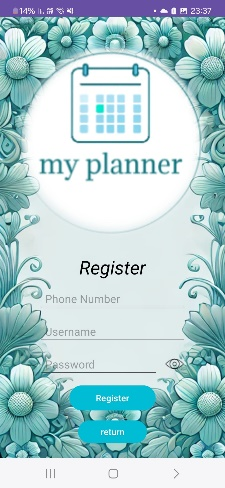 14%
23:37
my planner
Register
Phone Number
Username
Password
Register
return